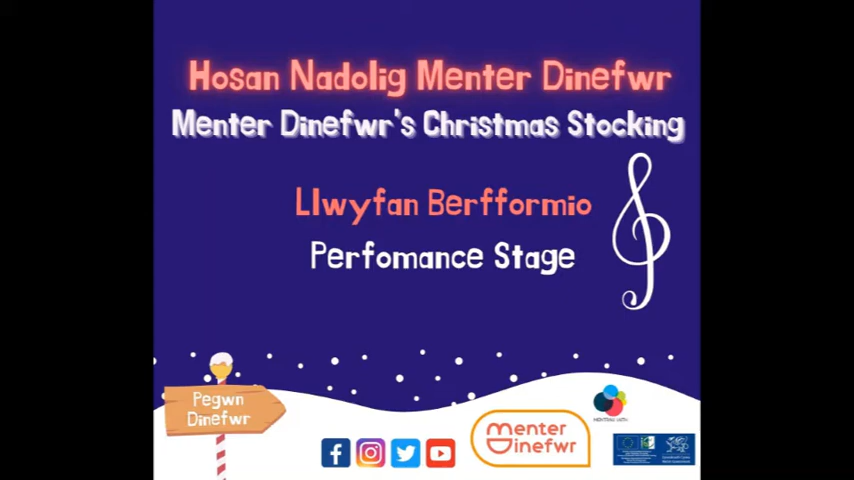 Hosan Nadolig Menter Dinefwr
Menter Dinefwr's Christmas Stocking
Llwyfan Berfformio
Perfomance Stage
Pegwn
Dinefwr
menter
Dinefwr